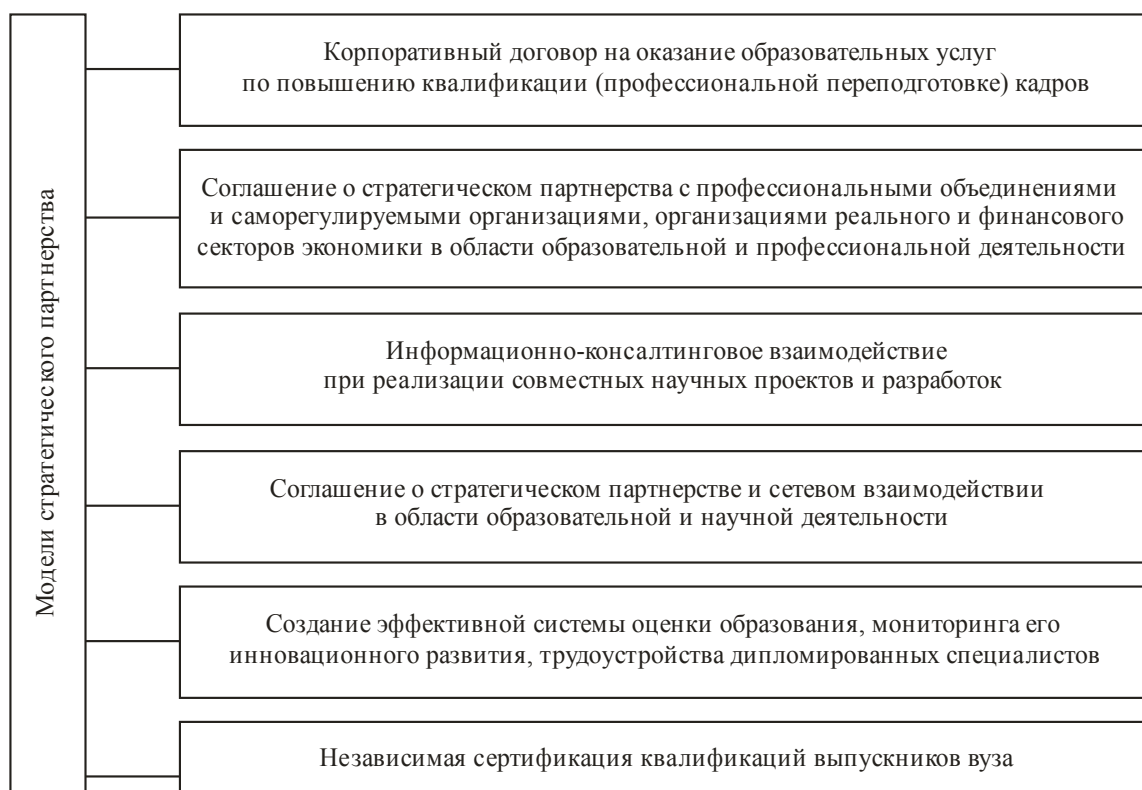 Модели стратегического партнерства
Корпоративный договор на оказание образовательных услуг
по повышению квалификации (профессиональной переподготовке) кадров
Соглашение о стратегическом партнерства с профессиональными объединениями
и саморегулируемыми организациями, организациями реального и финансового
секторов экономики в области образовательной и профессиональной деятельности
Информационно-консалтинговое взаимодействие
при реализации совместных научных проектов и разработок
Соглашение о стратегическом партнерстве и сетевом взаимодействии
в области образовательной и научной деятельности
Создание эффективной системы оценки образования, мониторинга его
инновационного развития, трудоустройства дипломированных специалистов
Независимая сертификация квалификаций выпускников вуза